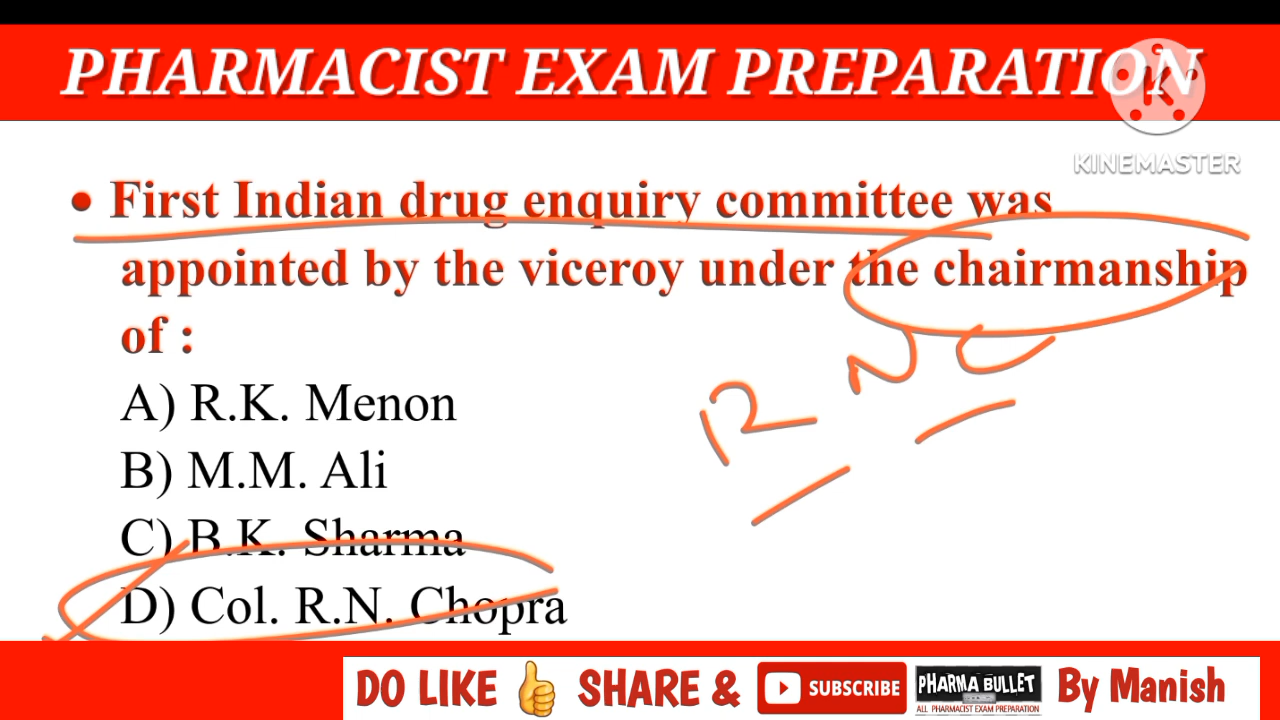 PHARMACIST EXAM PREPARATION
K
KINEMASTER
• First Indian drug enquiry committee was
appointed by the viceroy under the chairmanship
of :
R N C
A) R.K. Menon
B) M.M. Ali
C) B.K. Sharma
D) Col. R.N. Chopra
DO LIKE 👍 SHARE & SUBSCRIBE PHARMA BULLET By Manish
ALL PHARMACIST EXAM PREPARATION